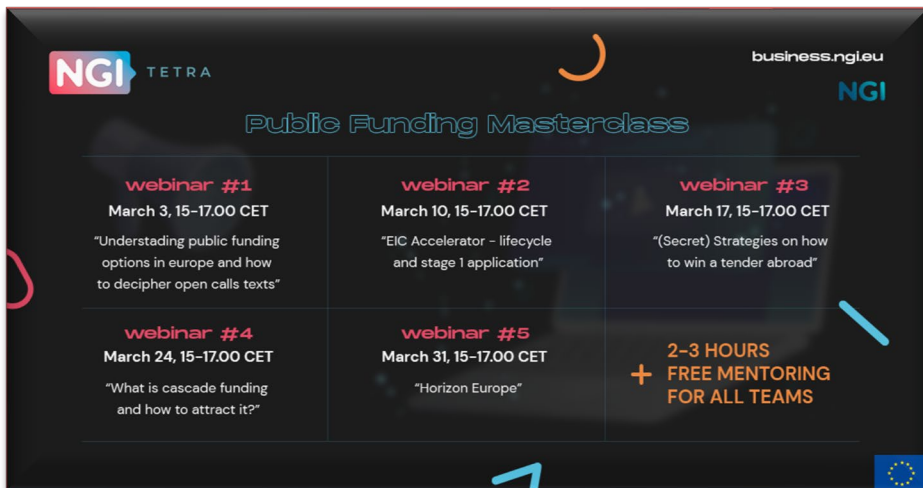 NGI TETRA
business.ngi.eu
NGI
Public Funding Masterclass
webinar #1
March 3, 15-17.00 CET
“Understading public funding
options in europe and how
to decipher open calls texts”
webinar #2
March 10, 15-17.00 CET
“EIC Accelerator - lifecycle
and stage 1 application”
webinar #3
March 17, 15-17.00 CET
“(Secret) Strategies on how
to win a tender abroad”
webinar #4
March 24, 15-17.00 CET
“What is cascade funding
and how to attract it?”
webinar #5
March 31, 15-17.00 CET
“Horizon Europe”
+ 2-3 HOURS
FREE MENTORING
FOR ALL TEAMS